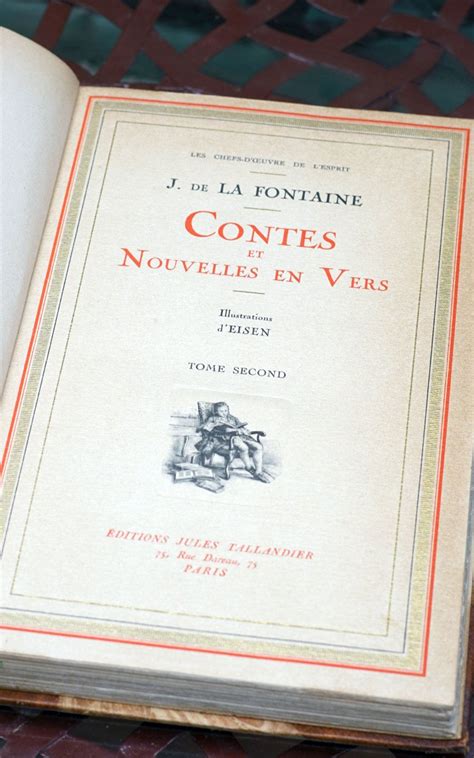 LES CHEFS-D'ŒUVRE DE L'ESPRIT
J. DE LA FONTAINE
CONTES
ET
NOUVELLES EN VERS
Illustrations
d'EISEN
TOME SECOND
ÉDITIONS JULES TALLANDIER
75, Rue Dareau, 75
PARIS